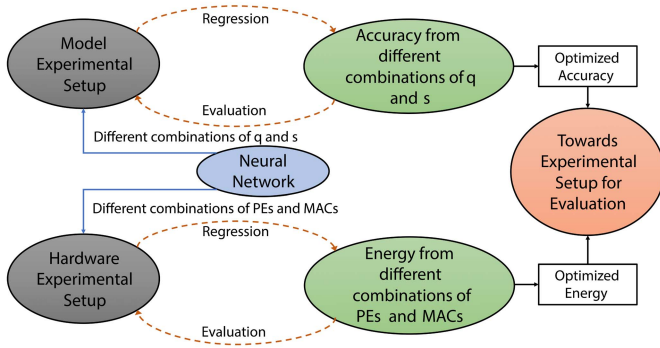 Regression
Model
Experimental
Setup
Accuracy from
different
combinations of q
and s
Optimized
Accuracy
Evaluation
Different combinations of q and s
Neural
Network
Towards
Experimental
Setup for
Evaluation
Different combinations of PEs and MACs
Regression
Hardware
Experimental
Setup
Energy from
different
combinations of
PEs and MACs
Optimized
Energy
Evaluation